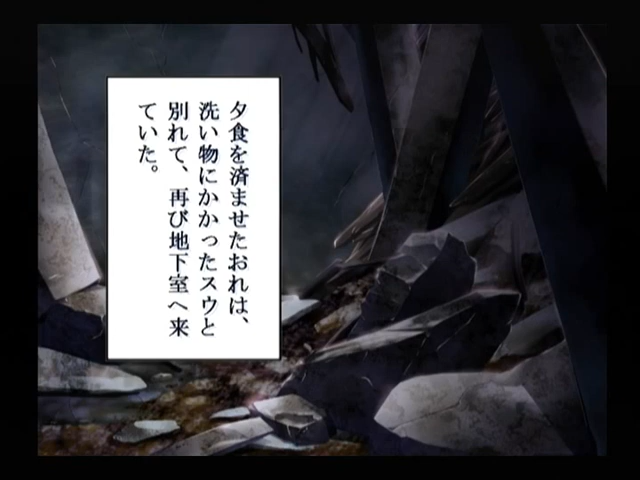 夕食を済ませたおれは、
洗い物にかかったスウと
別れて、再び地下室へ来
ていた。